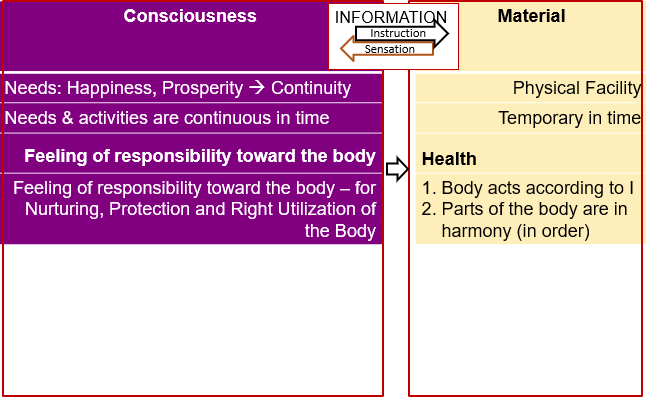 Consciousness
INFORMATION
Instruction
Sensation
Material
Needs: Happiness, Prosperity → Continuity
Physical Facility
Needs & activities are continuous in time
Temporary in time
Feeling of responsibility toward the body
Health
Feeling of responsibility toward the body – for
Nurturing, Protection and Right Utilization of
the Body
1. Body acts according to I
2. Parts of the body are in
harmony (in order)